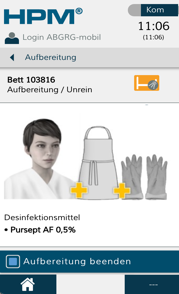 HPM®
Kom
11:06
Login ABGRG-mobil
(11:06)
Aufbereitung
Bett 103816
Aufbereitung / Unrein
Desinfektionsmittel
• Pursept AF 0,5%
Aufbereitung beenden
...